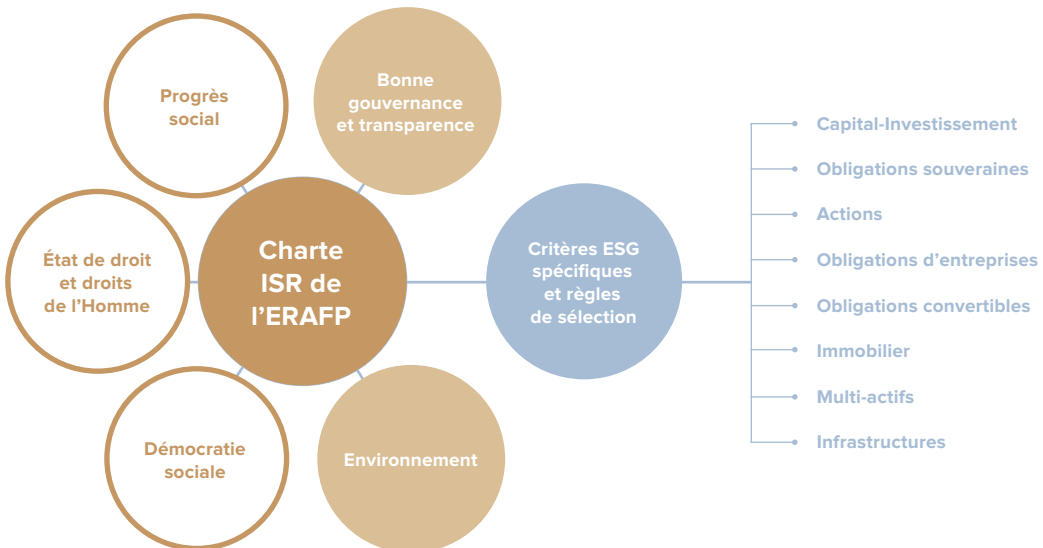 Progrès
social
Bonne
gouvernance
et transparence
État de droit
et droits
de l’Homme
Charte
ISR de
l’ERAFP
Démocratie
sociale
Environnement
Critères ESG
spécifiques
et règles
de sélection
Capital-Investissement
Obligations souveraines
Actions
Obligations d’entreprises
Obligations convertibles
Immobilier
Multi-actifs
Infrastructures